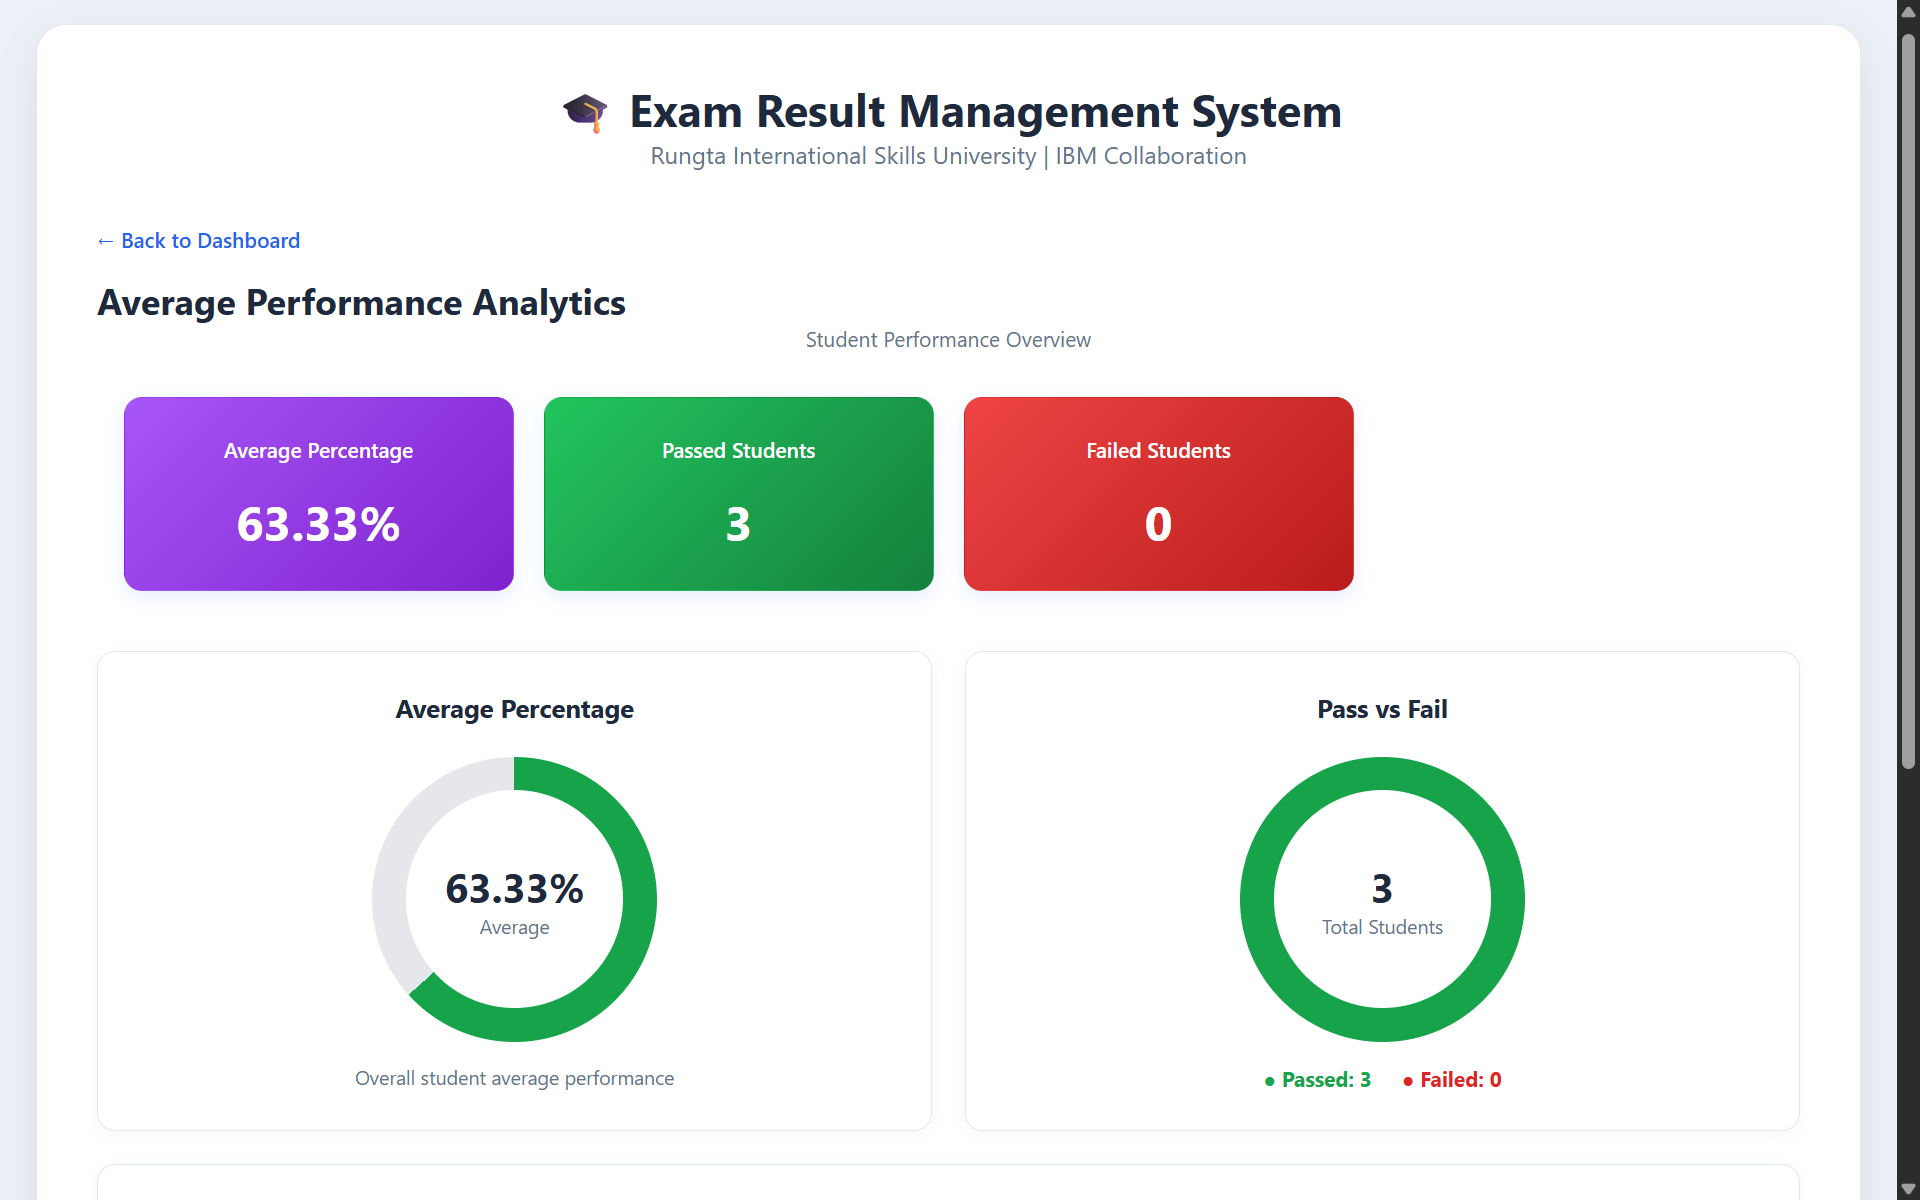 Exam Result Management System
Rungta International Skills University | IBM Collaboration
← Back to Dashboard
Average Performance Analytics
Student Performance Overview
Average Percentage
63.33%
Passed Students
3
Failed Students
0
Average Percentage
63.33%
Average
Overall student average performance
Pass vs Fail
3
Total Students
● Passed: 3 ● Failed: 0